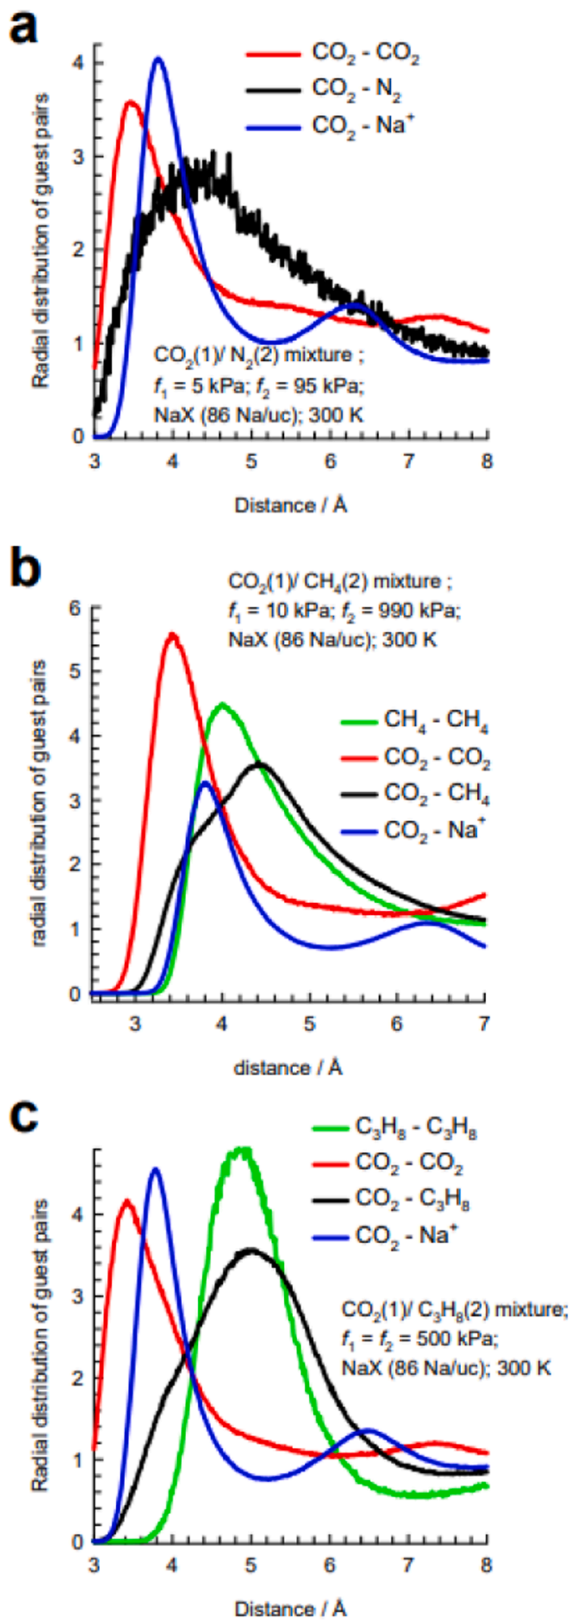 a
CO₂ - CO₂
CO₂ - N₂
CO₂ - Na⁺
Radial distribution of guest pairs
4
3
2
1
0
CO₂(1)/ N₂(2) mixture ;
f₁ = 5 kPa; f₂ = 95 kPa;
NaX (86 Na/uc); 300 K
3 4 5 6 7 8
Distance / Å
b
CO₂(1)/ CH₄(2) mixture ;
f₁ = 10 kPa; f₂ = 990 kPa;
NaX (86 Na/uc); 300 K
radial distribution of guest pairs
6
5
4
3
2
1
0
CH₄ - CH₄
CO₂ - CO₂
CO₂ - CH₄
CO₂ - Na⁺
3 4 5 6 7
distance / Å
c
C₃H₈ - C₃H₈
CO₂ - CO₂
CO₂ - C₃H₈
CO₂ - Na⁺
Radial distribution of guest pairs
4
3
2
1
0
CO₂(1)/ C₃H₈(2) mixture;
f₁ = f₂ = 500 kPa;
NaX (86 Na/uc); 300 K
3 4 5 6 7 8
Distance / Å